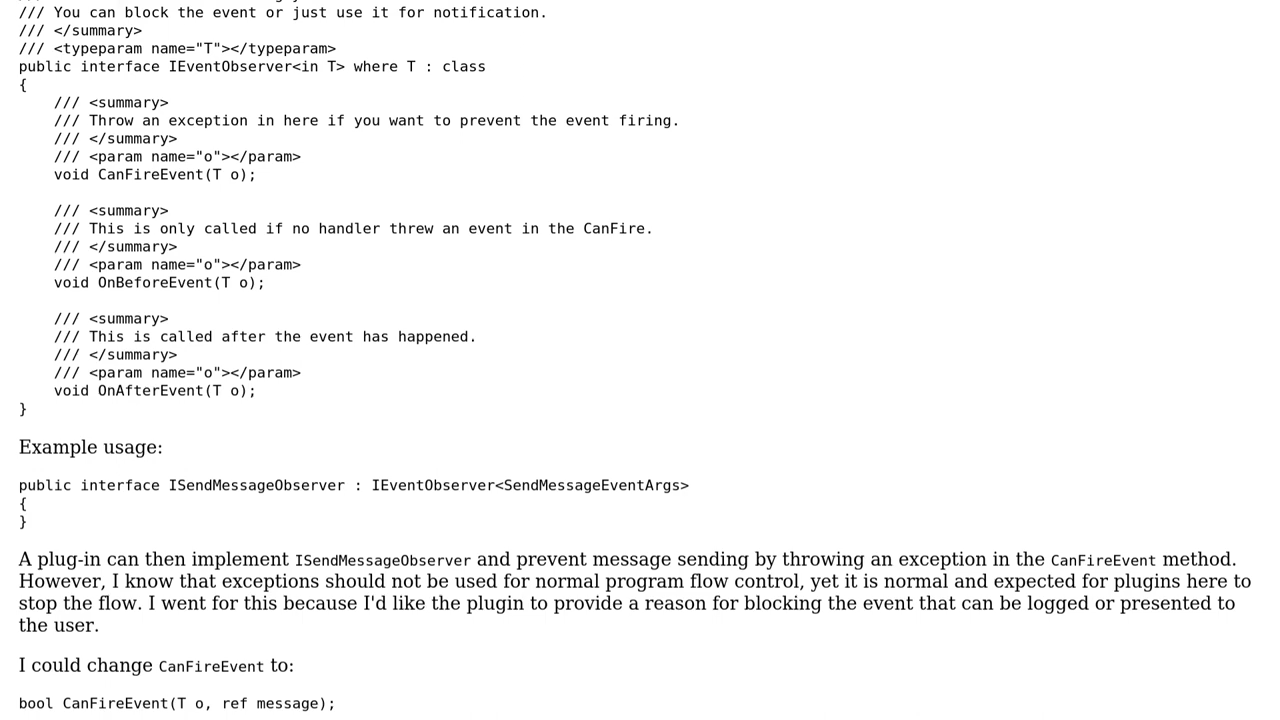 /// You can block the event or just use it for notification.
/// </summary>
/// <typeparam name="T"></typeparam>
public interface IEventObserver<in T> where T : class
{
    /// <summary>
    /// Throw an exception in here if you want to prevent the event firing.
    /// </summary>
    /// <param name="o"></param>
    void CanFireEvent(T o);

    /// <summary>
    /// This is only called if no handler threw an event in the CanFire.
    /// </summary>
    /// <param name="o"></param>
    void OnBeforeEvent(T o);

    /// <summary>
    /// This is called after the event has happened.
    /// </summary>
    /// <param name="o"></param>
    void OnAfterEvent(T o);
}
Example usage:
public interface ISendMessageObserver : IEventObserver<SendMessageEventArgs>
{
}
A plug-in can then implement ISendMessageObserver and prevent message sending by throwing an exception in the CanFireEvent method.
However, I know that exceptions should not be used for normal program flow control, yet it is normal and expected for plugins here to
stop the flow. I went for this because I'd like the plugin to provide a reason for blocking the event that can be logged or presented to
the user.
I could change CanFireEvent to:
bool CanFireEvent(T o, ref message);